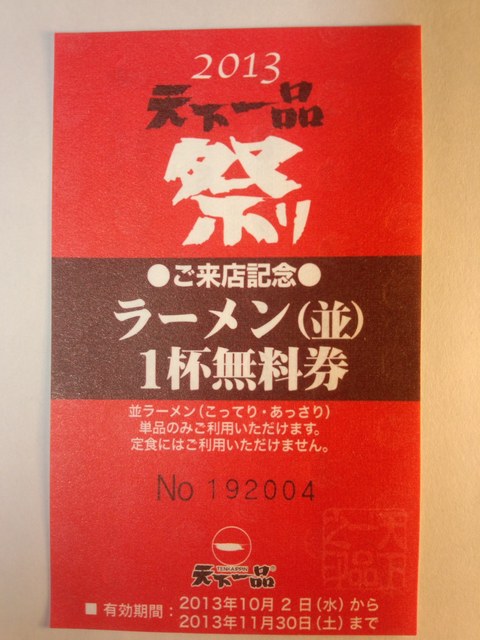 2013
天下一品
祭り
●ご来店記念●
ラーメン(並)
1杯無料券
並ラーメン(こってり・あっさり)
単品のみご利用いただけます。
定食にはご利用いただけません。
No 192004
天下一品
■有効期間：2013年10月2日(水)から
2013年11月30日(土)まで